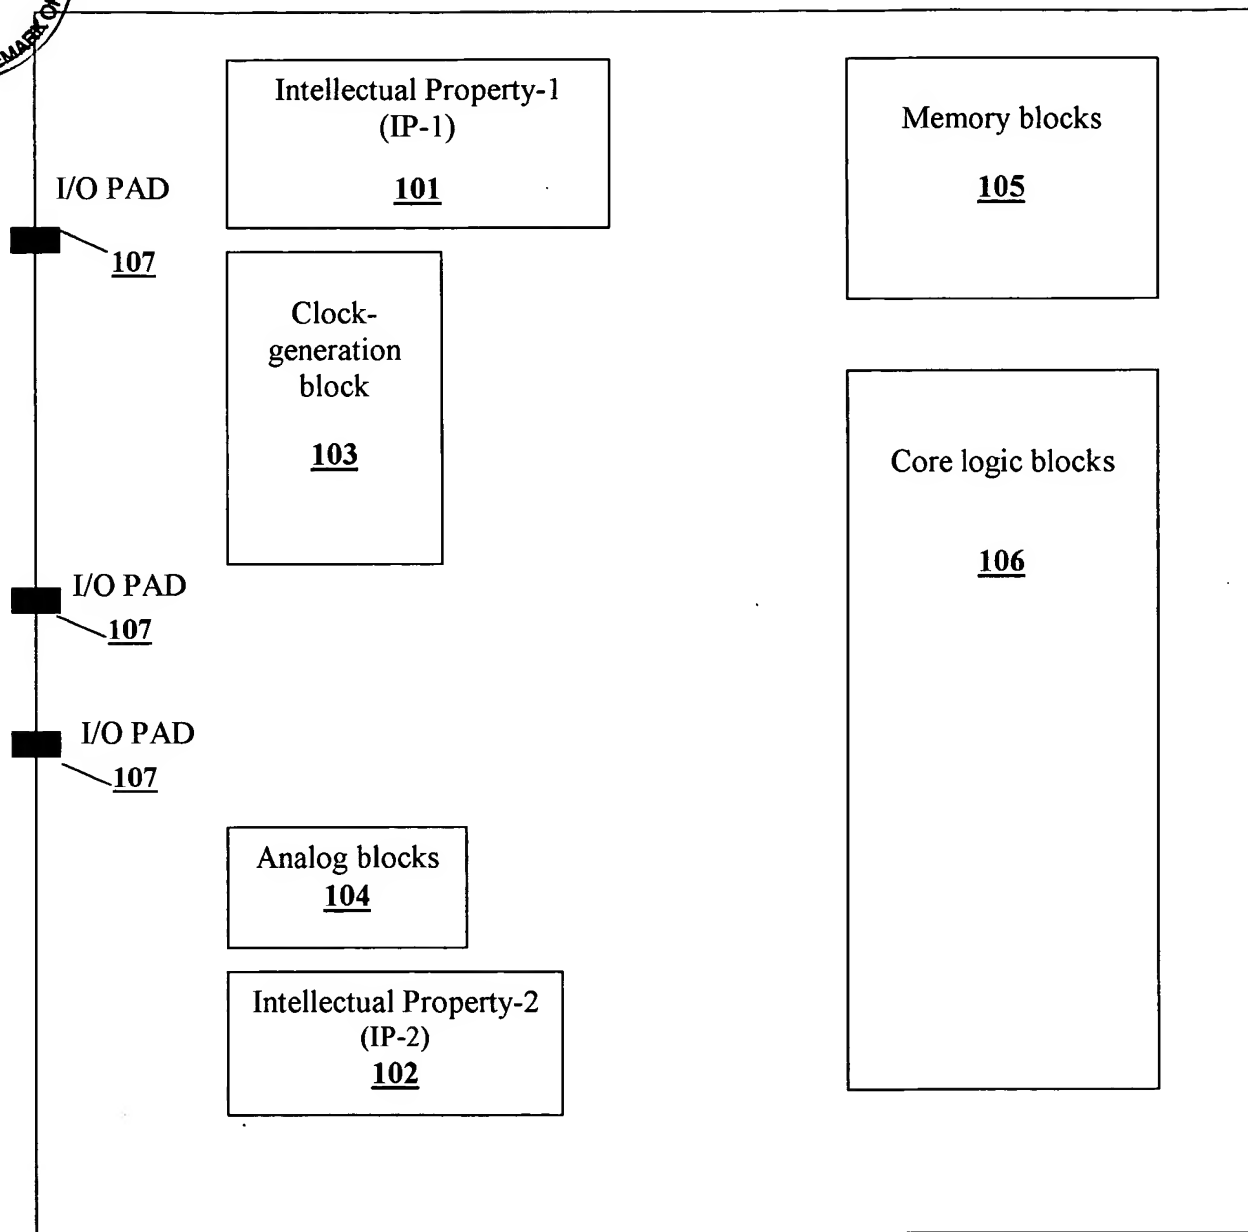 Intellectual Property-1
(IP-1)
101
Memory blocks
105
I/O PAD
107
Clock-
generation
block
103
Core logic blocks
106
I/O PAD
107
I/O PAD
107
Analog blocks
104
Intellectual Property-2
(IP-2)
102